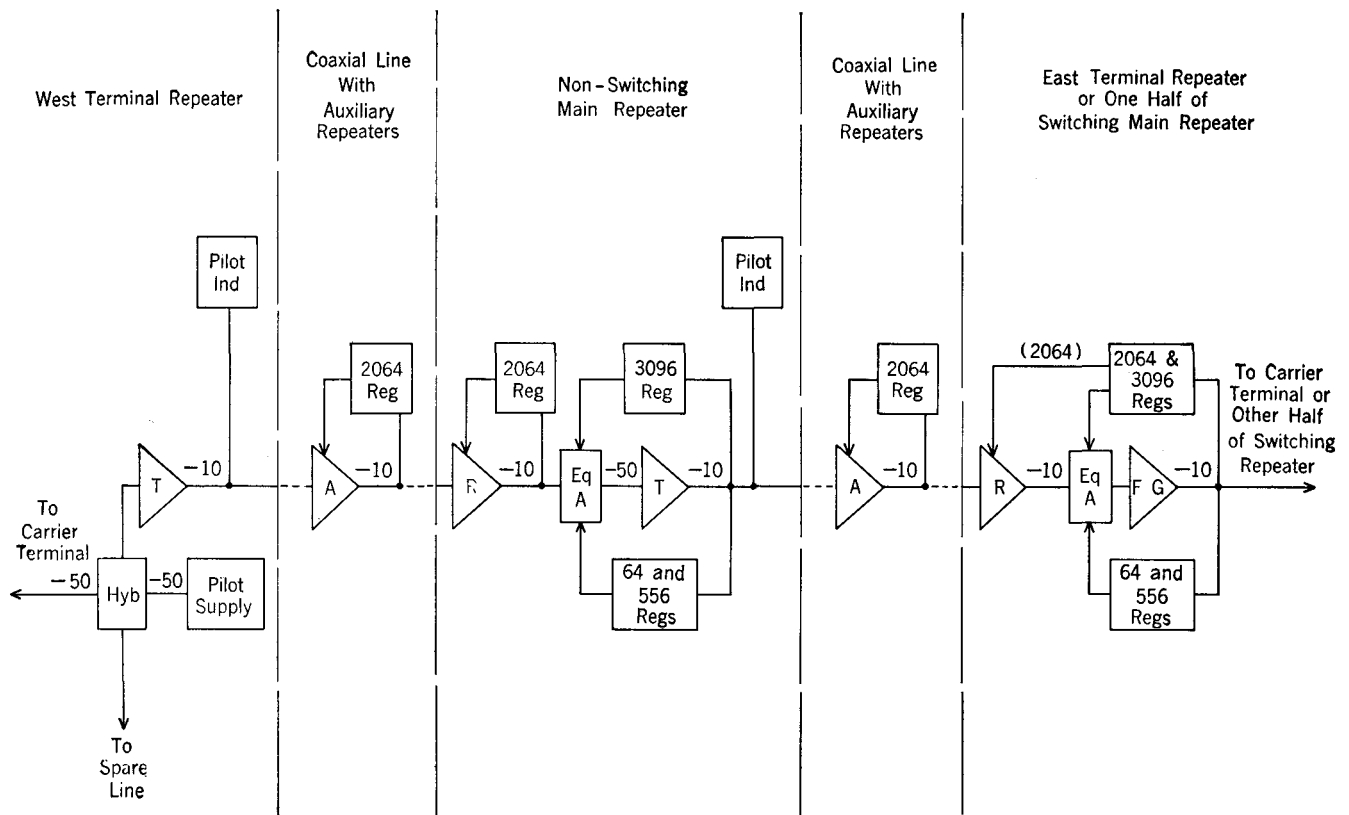 West Terminal Repeater
Coaxial Line
With
Auxiliary
Repeaters
Non-Switching
Main Repeater
Coaxial Line
With
Auxiliary
Repeaters
East Terminal Repeater
or One Half of
Switching Main Repeater
Pilot
Ind
T
-10
To
Carrier
Terminal
-50
Hyb
-50
Pilot
Supply
To
Spare
Line
2064
Reg
A
-10
2064
Reg
R
-10
3096
Reg
Eq
A
-50
T
-10
64 and
556
Regs
Pilot
Ind
2064
Reg
A
-10
(2064)
2064 &
3096
Regs
R
-10
Eq
A
F G
-10
64 and
556
Regs
To Carrier
Terminal or
Other Half
of Switching
Repeater